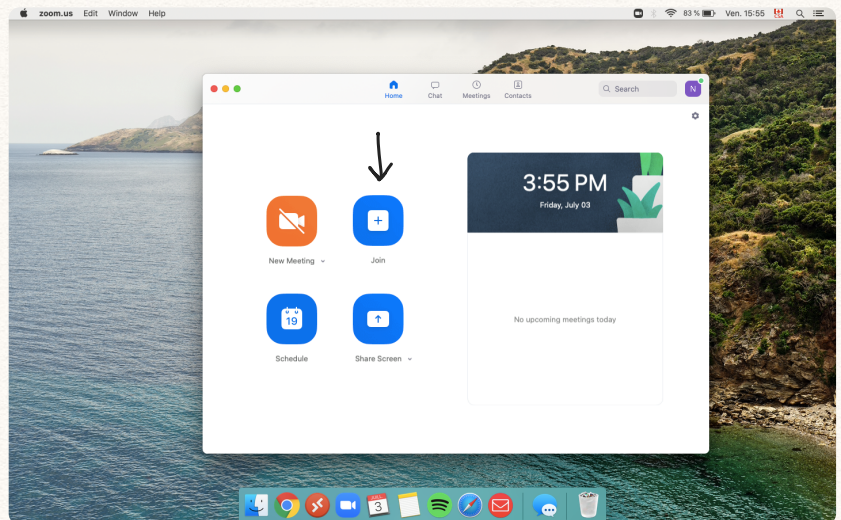 zoom.us Edit Window Help 83 % Ven. 15:55 CSA
Home Chat Meetings Contacts Search N
3:55 PM
Friday, July 03
New Meeting Join
19
Schedule Share Screen
No upcoming meetings today
3